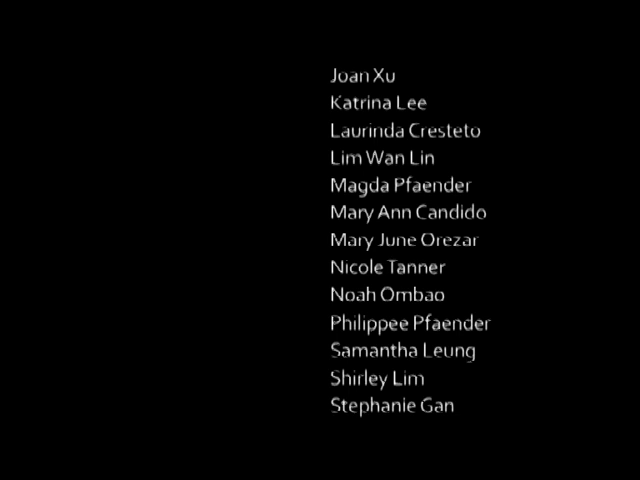 Joan Xu
Katrina Lee
Laurinda Cresteto
Lim Wan Lin
Magda Pfaender
Mary Ann Candido
Mary June Orezar
Nicole Tanner
Noah Ombao
Philippee Pfaender
Samantha Leung
Shirley Lim
Stephanie Gan